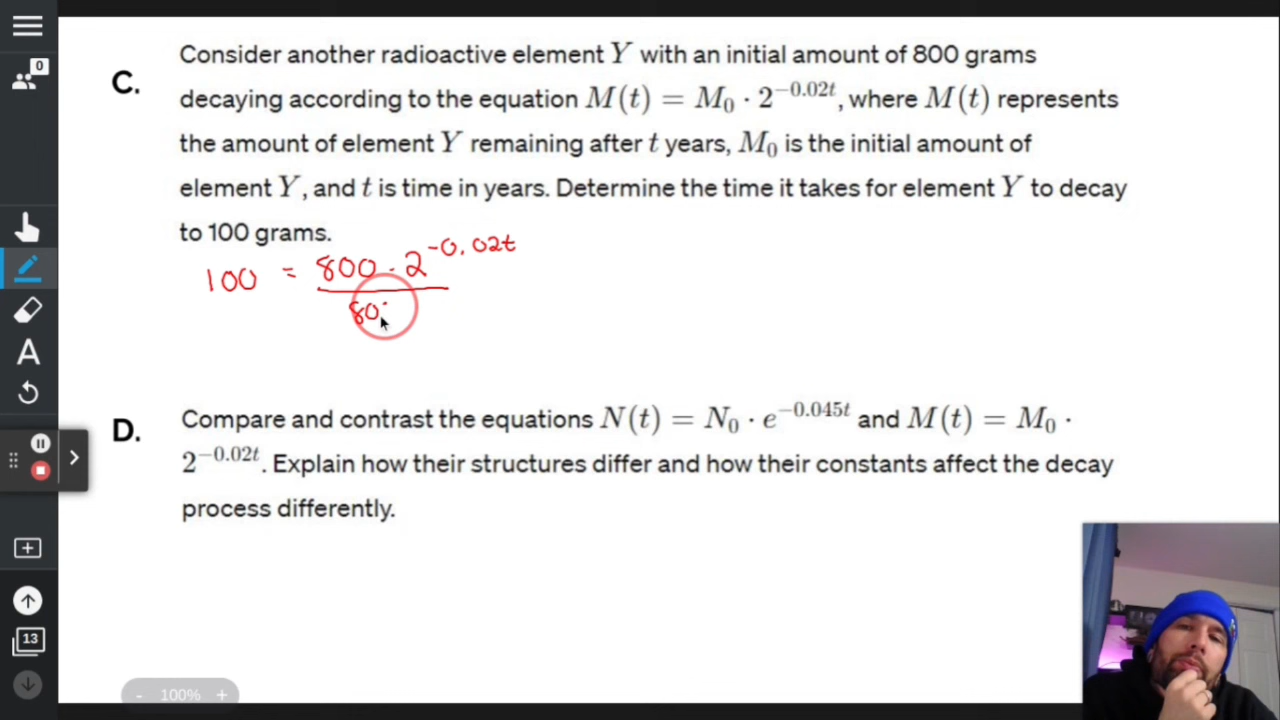 0
C.
Consider another radioactive element Y with an initial amount of 800 grams
decaying according to the equation M(t) = M₀ · 2^{−0.02t}, where M(t) represents
the amount of element Y remaining after t years, M₀ is the initial amount of
element Y, and t is time in years. Determine the time it takes for element Y to decay
to 100 grams.
100 = 800 · 2^{-0.02t}
80
D.
Compare and contrast the equations N(t) = N₀ · e^{−0.045t} and M(t) = M₀ ·
2^{−0.02t}. Explain how their structures differ and how their constants affect the decay
process differently.
A
13
- 100% +